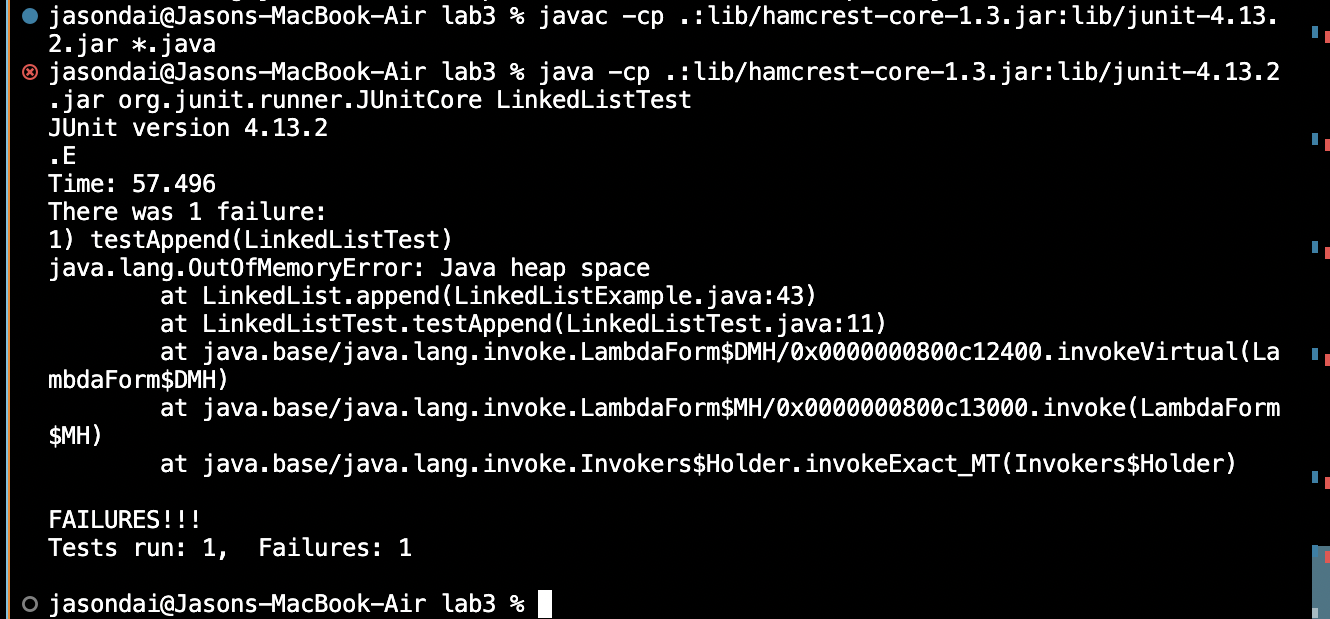 jasondai@Jasons-MacBook-Air lab3 % javac -cp .:lib/hamcrest-core-1.3.jar:lib/junit-4.13.
2.jar *.java
jasondai@Jasons-MacBook-Air lab3 % java -cp .:lib/hamcrest-core-1.3.jar:lib/junit-4.13.2
.jar org.junit.runner.JUnitCore LinkedListTest
JUnit version 4.13.2
.E
Time: 57.496
There was 1 failure:
1) testAppend(LinkedListTest)
java.lang.OutOfMemoryError: Java heap space
        at LinkedList.append(LinkedListExample.java:43)
        at LinkedListTest.testAppend(LinkedListTest.java:11)
        at java.base/java.lang.invoke.LambdaForm$DMH/0x0000000800c12400.invokeVirtual(La
mbdaForm$DMH)
        at java.base/java.lang.invoke.LambdaForm$MH/0x0000000800c13000.invoke(LambdaForm
$MH)
        at java.base/java.lang.invoke.Invokers$Holder.invokeExact_MT(Invokers$Holder)

FAILURES!!!
Tests run: 1,  Failures: 1

jasondai@Jasons-MacBook-Air lab3 %